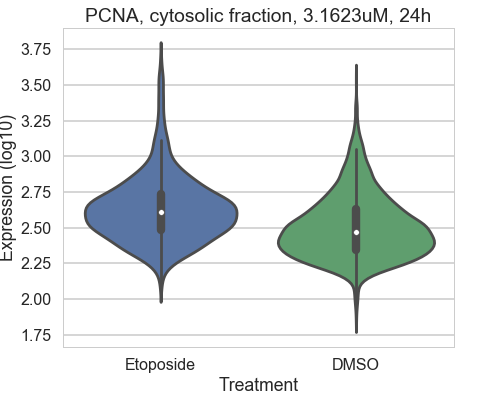 PCNA, cytosolic fraction, 3.1623uM, 24h
Expression (log10)
3.75
3.50
3.25
3.00
2.75
2.50
2.25
2.00
1.75
Etoposide DMSO
Treatment